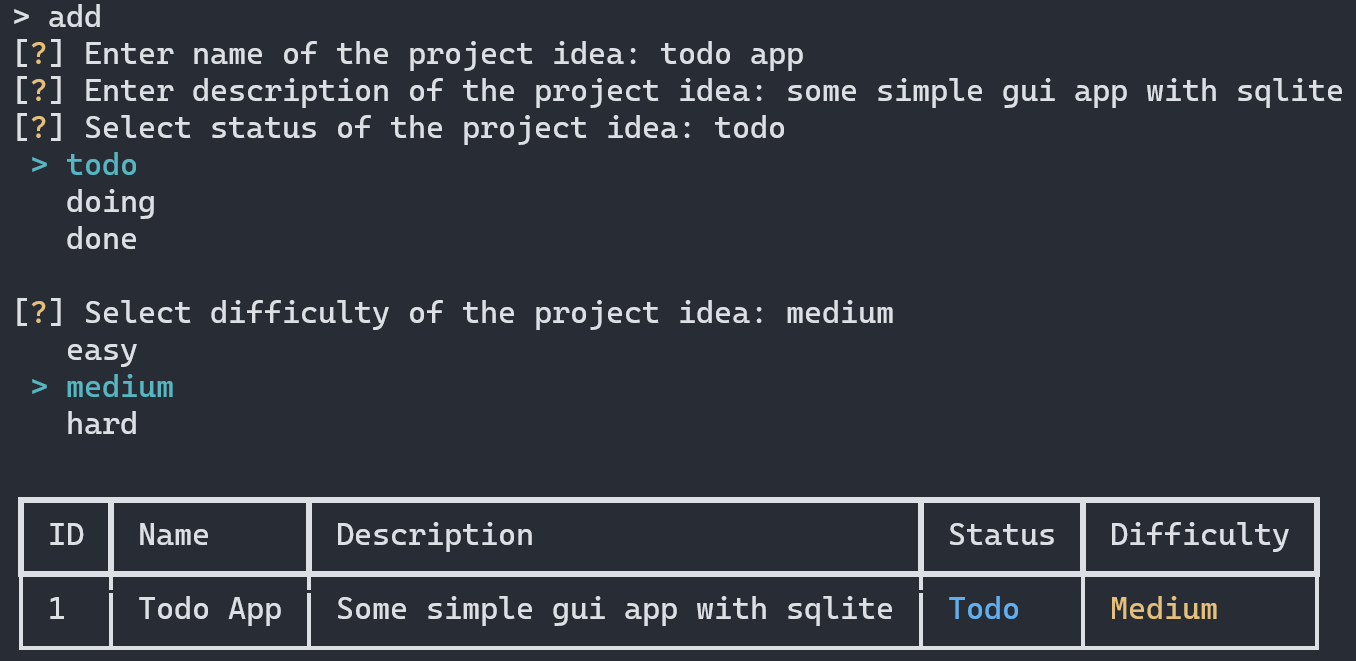 > add
[?] Enter name of the project idea: todo app
[?] Enter description of the project idea: some simple gui app with sqlite
[?] Select status of the project idea: todo
> todo
doing
done
[?] Select difficulty of the project idea: medium
easy
> medium
hard
ID Name Description Status Difficulty
1 Todo App Some simple gui app with sqlite Todo Medium